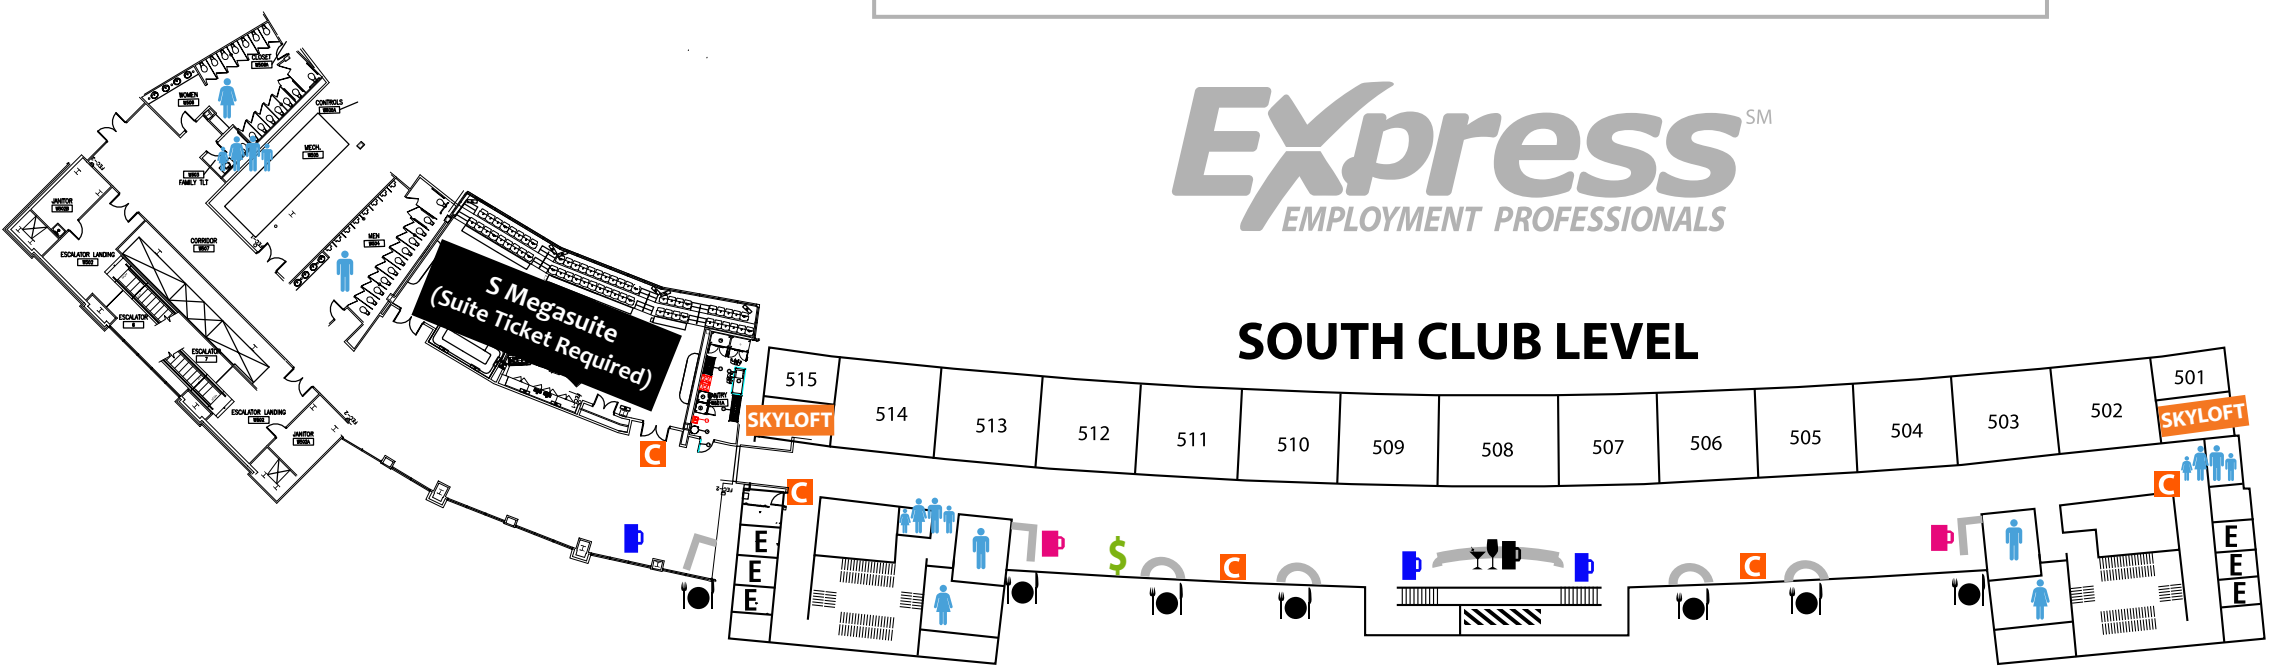 Express SM
EMPLOYMENT PROFESSIONALS
SOUTH CLUB LEVEL
CLOSET
WOMEN
CONTROLS
MECH.
FAMILY TLT
JANITOR
MEN
CORRIDOR
ESCALATOR LANDING
ESCALATOR
ESCALATOR
7
ESCALATOR LANDING
JANITOR
S Megasuite
(Suite Ticket Required)
515
514
513
512
511
510
509
508
507
506
505
504
503
502
501
SKYLOFT
SKYLOFT
C
C
C
C
C
$
E
E
E
E
E
E